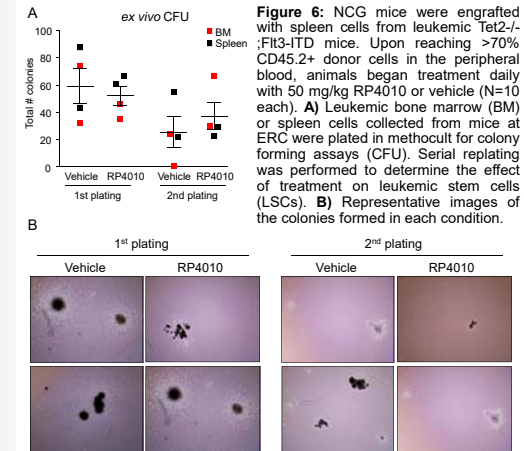 A
ex vivo CFU
BM
Spleen
Total # colonies
100
80
60
40
20
0
Vehicle RP4010 Vehicle RP4010
1st plating 2nd plating
Figure 6: NCG mice were engrafted
with spleen cells from leukemic Tet2-/-
;Flt3-ITD mice. Upon reaching >70%
CD45.2+ donor cells in the peripheral
blood, animals began treatment daily
with 50 mg/kg RP4010 or vehicle (N=10
each). A) Leukemic bone marrow (BM)
or spleen cells collected from mice at
ERC were plated in methocult for colony
forming assays (CFU). Serial replating
was performed to determine the effect
of treatment on leukemic stem cells
(LSCs). B) Representative images of
the colonies formed in each condition.
B
1st plating 2nd plating
Vehicle RP4010 Vehicle RP4010